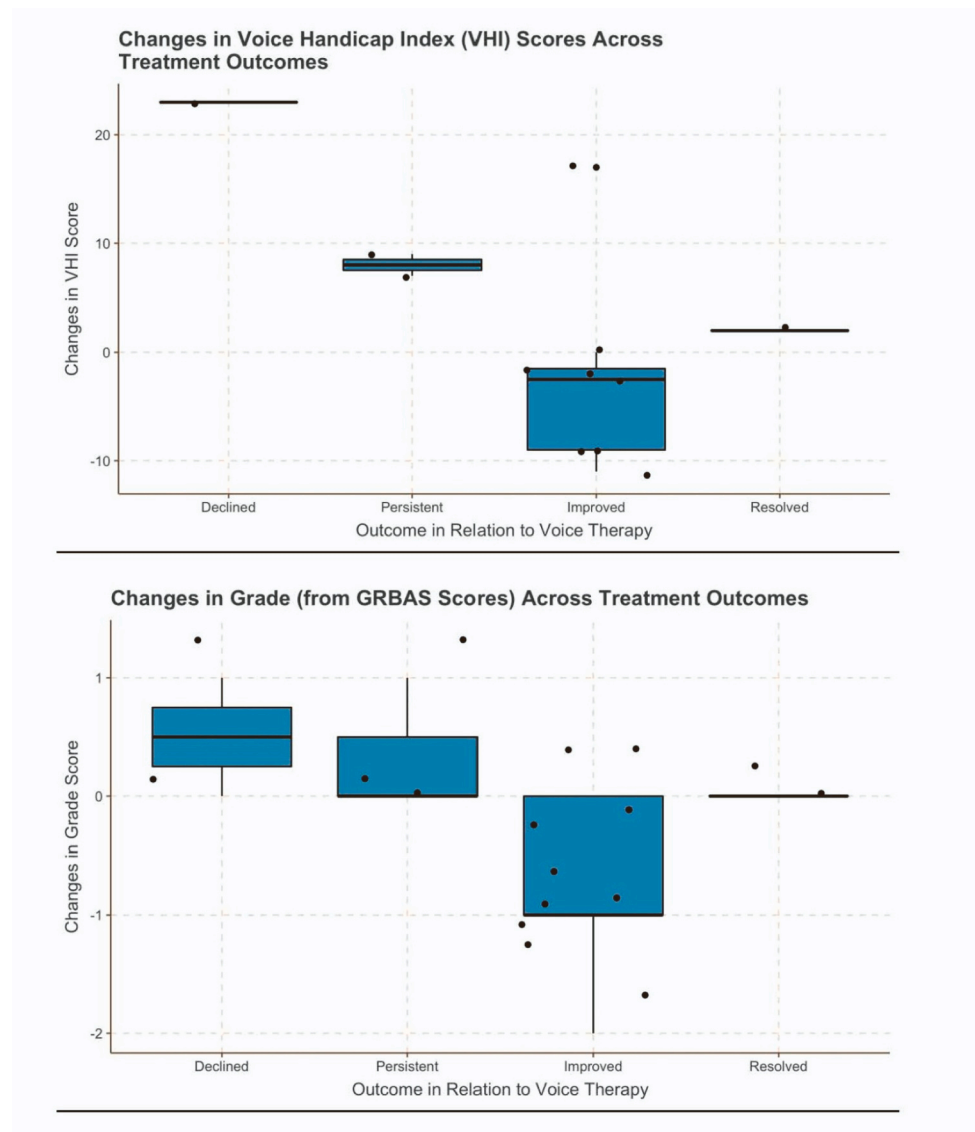 Changes in Voice Handicap Index (VHI) Scores Across
Treatment Outcomes
Changes in VHI Score
20
10
0
-10
Declined
Persistent
Improved
Resolved
Outcome in Relation to Voice Therapy
Changes in Grade (from GRBAS Scores) Across Treatment Outcomes
Changes in Grade Score
1
0
-1
-2
Declined
Persistent
Improved
Resolved
Outcome in Relation to Voice Therapy